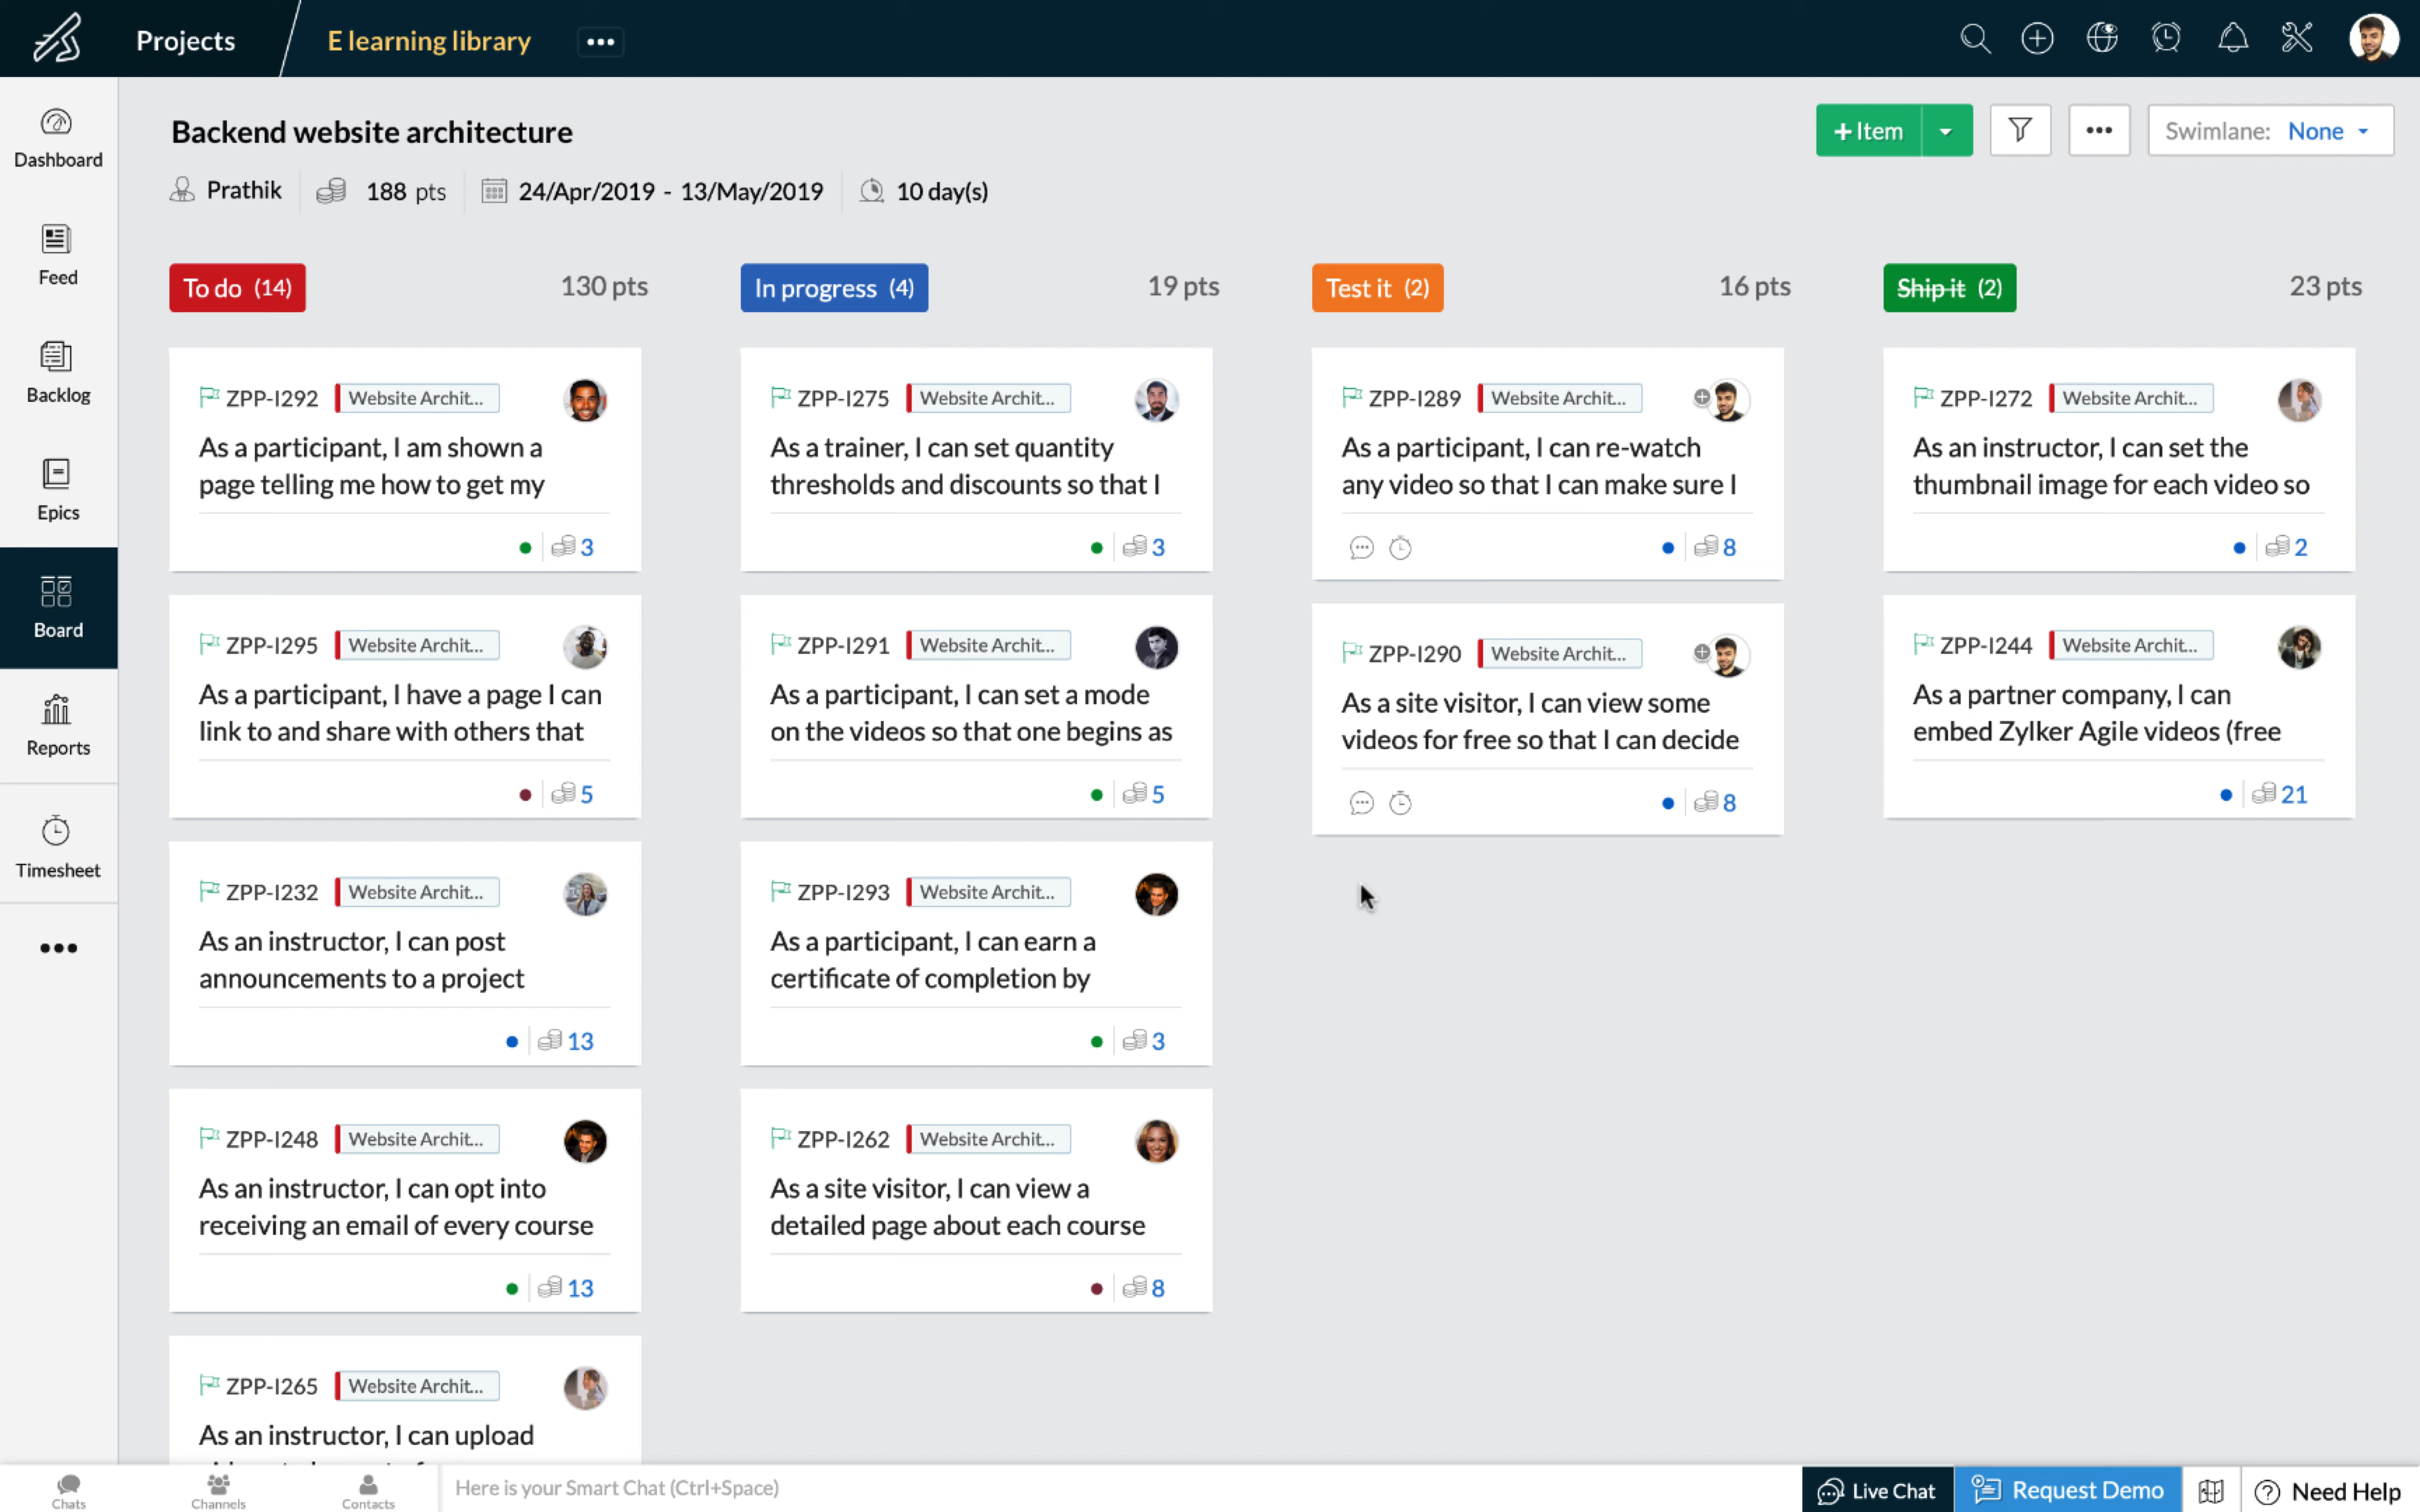 Projects
E learning library
Dashboard
Feed
Backlog
Epics
Board
Reports
Timesheet
Backend website architecture
+ Item
Swimlane: None
Prathik
188 pts
24/Apr/2019 - 13/May/2019
10 day(s)
To do (14)
130 pts
ZPP-I292
Website Archit...
As a participant, I am shown a
page telling me how to get my
3
ZPP-I295
Website Archit...
As a participant, I have a page I can
link to and share with others that
5
ZPP-I232
Website Archit...
As an instructor, I can post
announcements to a project
13
ZPP-I248
Website Archit...
As an instructor, I can opt into
receiving an email of every course
13
ZPP-I265
Website Archit...
As an instructor, I can upload
In progress (4)
19 pts
ZPP-I275
Website Archit...
As a trainer, I can set quantity
thresholds and discounts so that I
3
ZPP-I291
Website Archit...
As a participant, I can set a mode
on the videos so that one begins as
5
ZPP-I293
Website Archit...
As a participant, I can earn a
certificate of completion by
3
ZPP-I262
Website Archit...
As a site visitor, I can view a
detailed page about each course
8
Test it (2)
16 pts
ZPP-I289
Website Archit...
As a participant, I can re-watch
any video so that I can make sure I
8
ZPP-I290
Website Archit...
As a site visitor, I can view some
videos for free so that I can decide
8
Ship it (2)
23 pts
ZPP-I272
Website Archit...
As an instructor, I can set the
thumbnail image for each video so
2
ZPP-I244
Website Archit...
As a partner company, I can
embed Zylker Agile videos (free
21
Chats
Channels
Contacts
Here is your Smart Chat (Ctrl+Space)
Live Chat
Request Demo
Need Help